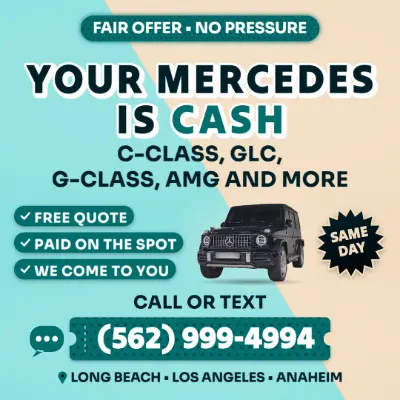 FAIR OFFER • NO PRESSURE
YOUR MERCEDES
IS CASH
C-CLASS, GLC,
G-CLASS, AMG AND MORE
FREE QUOTE
PAID ON THE SPOT
WE COME TO YOU
SAME
DAY
CALL OR TEXT
(562) 999-4994
LONG BEACH • LOS ANGELES • ANAHEIM